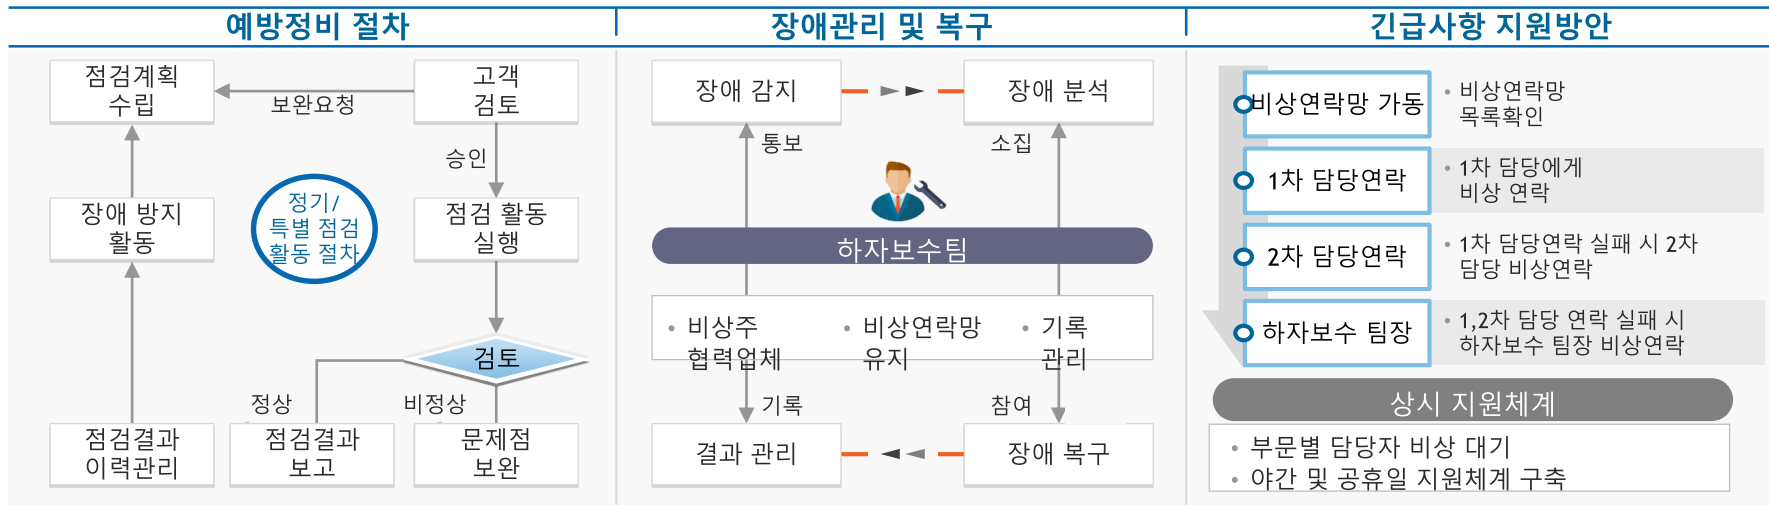 예방정비 절차
장애관리 및 복구
긴급사항 지원방안
점검계획
수립
보완요청
고객
검토
승인
장애 방지
활동
정기/
특별 점검
활동 절차
점검 활동
실행
검토
정상
비정상
점검결과
이력관리
점검결과
보고
문제점
보완
장애 감지
장애 분석
통보
소집
하자보수팀
• 비상주
협력업체
• 비상연락망
유지
• 기록
관리
기록
참여
결과 관리
장애 복구
비상연락망 가동
• 비상연락망
목록확인
1차 담당연락
• 1차 담당에게
비상 연락
2차 담당연락
• 1차 담당연락 실패 시 2차
담당 비상연락
하자보수 팀장
• 1,2차 담당 연락 실패 시
하자보수 팀장 비상연락
상시 지원체계
• 부문별 담당자 비상 대기
• 야간 및 공휴일 지원체계 구축